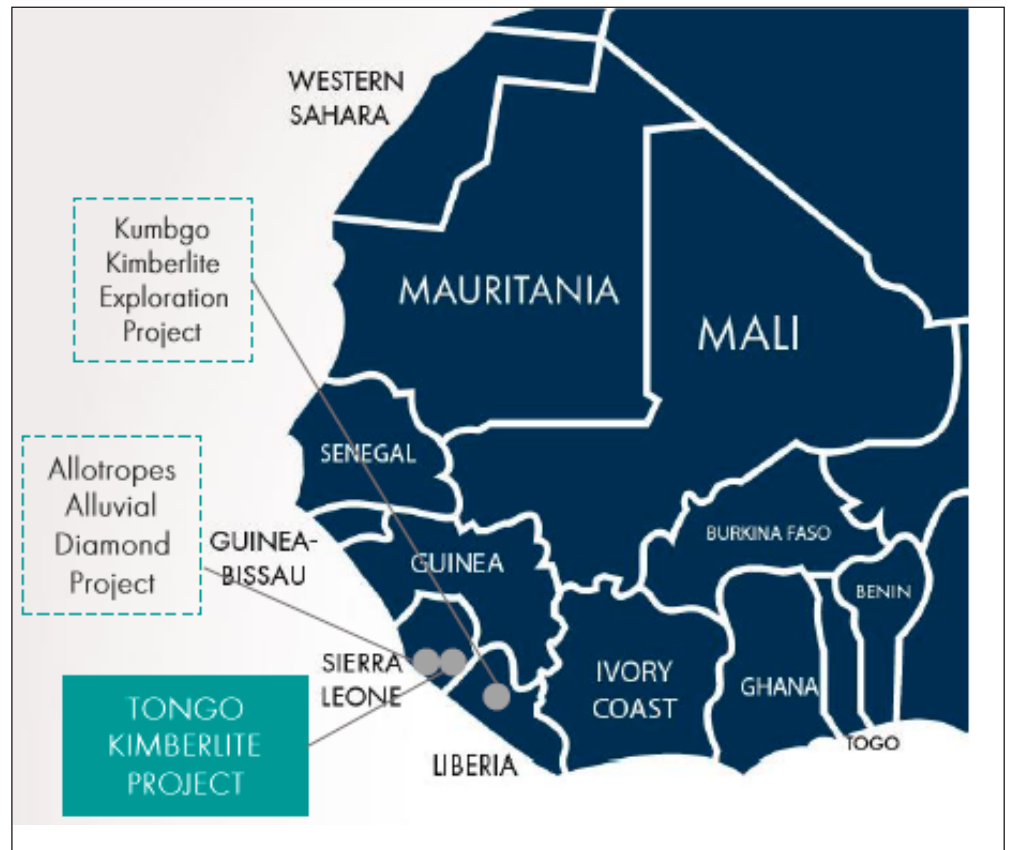 WESTERN
SAHARA
Kumbgo
Kimberlite
Exploration
Project
MAURITANIA
MALI
SENEGAL
Allotropes
Alluvial
Diamond
Project
GUINEA-
BISSAU
GUINEA
BURKINA FASO
BENIN
SIERRA
LEONE
IVORY
COAST
GHANA
TONGO
KIMBERLITE
PROJECT
TOGO
LIBERIA